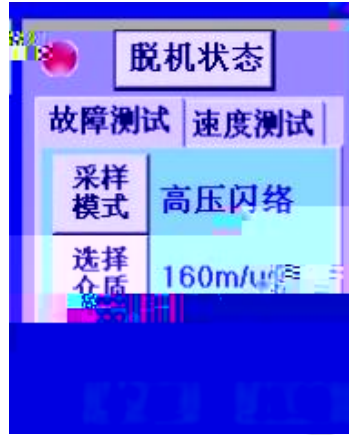 脱机状态
故障测试 速度测试
采样
模式 高压闪络
选择
介质 160m/u